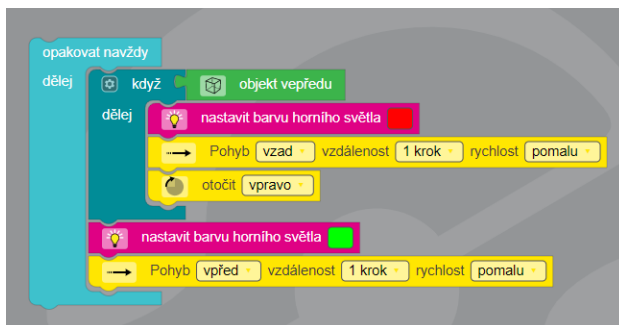 opakovat navždy
dělej
když objekt vepředu
dělej
nastavit barvu horního světla
Pohyb vzad vzdálenost 1 krok rychlost pomalu
otočit vpravo
nastavit barvu horního světla
Pohyb vpřed vzdálenost 1 krok rychlost pomalu